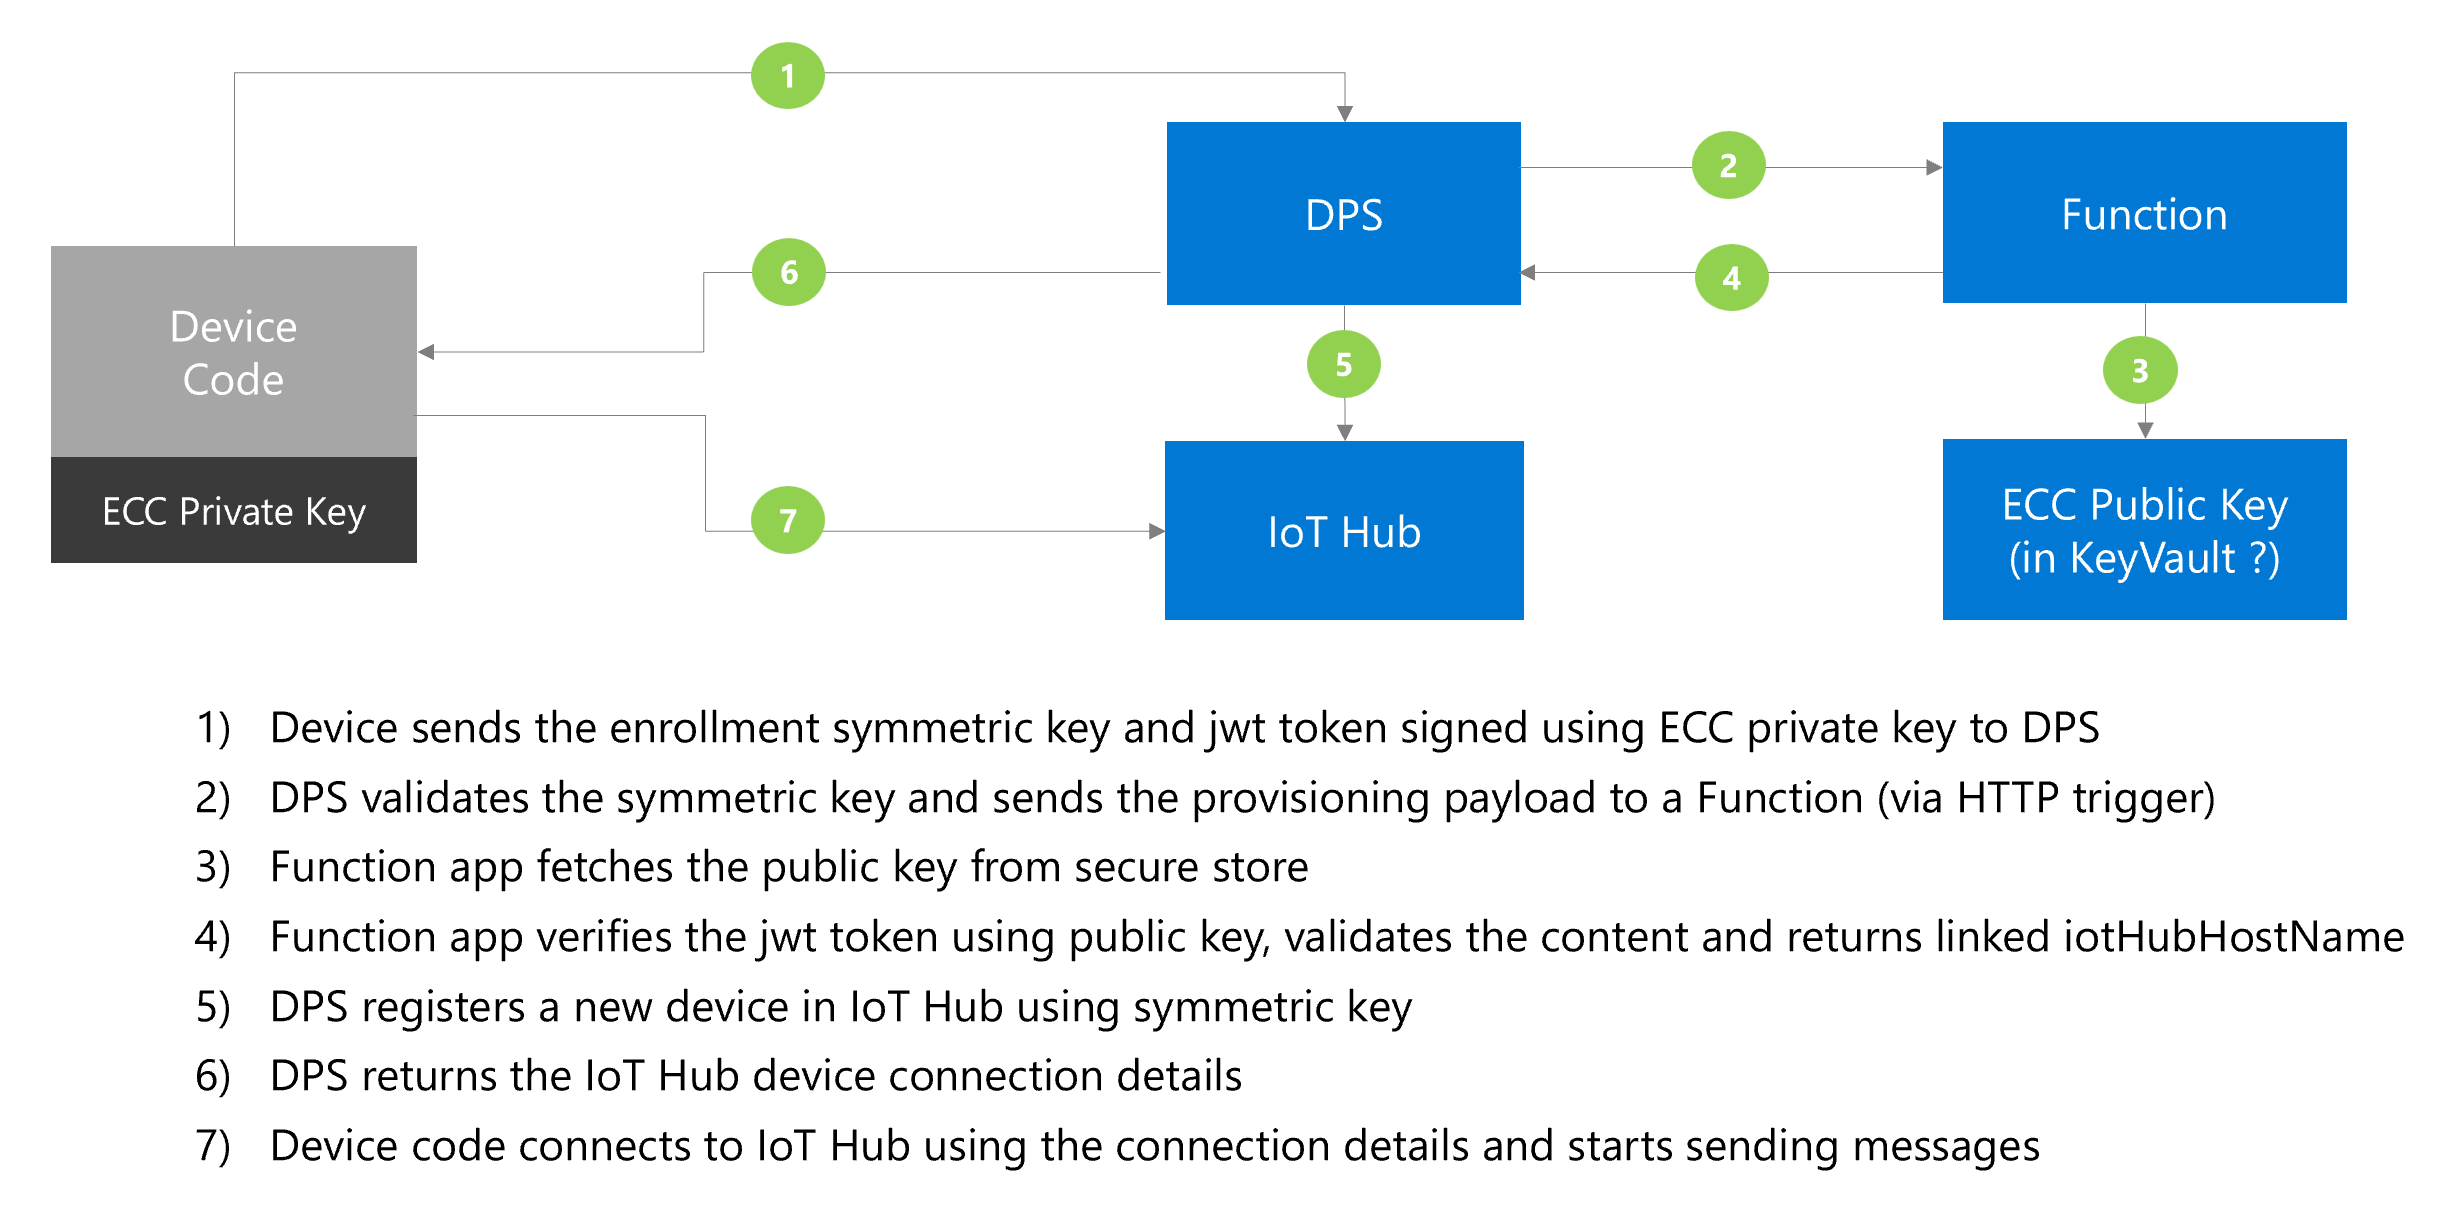 1
2
DPS
Function
6
4
Device
Code
5
3
ECC Private Key
7
IoT Hub
ECC Public Key
(in KeyVault ?)
1) Device sends the enrollment symmetric key and jwt token signed using ECC private key to DPS
2) DPS validates the symmetric key and sends the provisioning payload to a Function (via HTTP trigger)
3) Function app fetches the public key from secure store
4) Function app verifies the jwt token using public key, validates the content and returns linked iotHubHostName
5) DPS registers a new device in IoT Hub using symmetric key
6) DPS returns the IoT Hub device connection details
7) Device code connects to IoT Hub using the connection details and starts sending messages